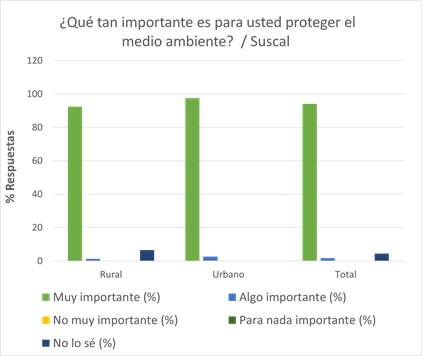 ¿Qué tan importante es para usted proteger el
medio ambiente? / Suscal
% Respuestas
120
100
80
60
40
20
0
Rural Urbano Total
Muy importante (%) Algo importante (%)
No muy importante (%) Para nada importante (%)
No lo sé (%)